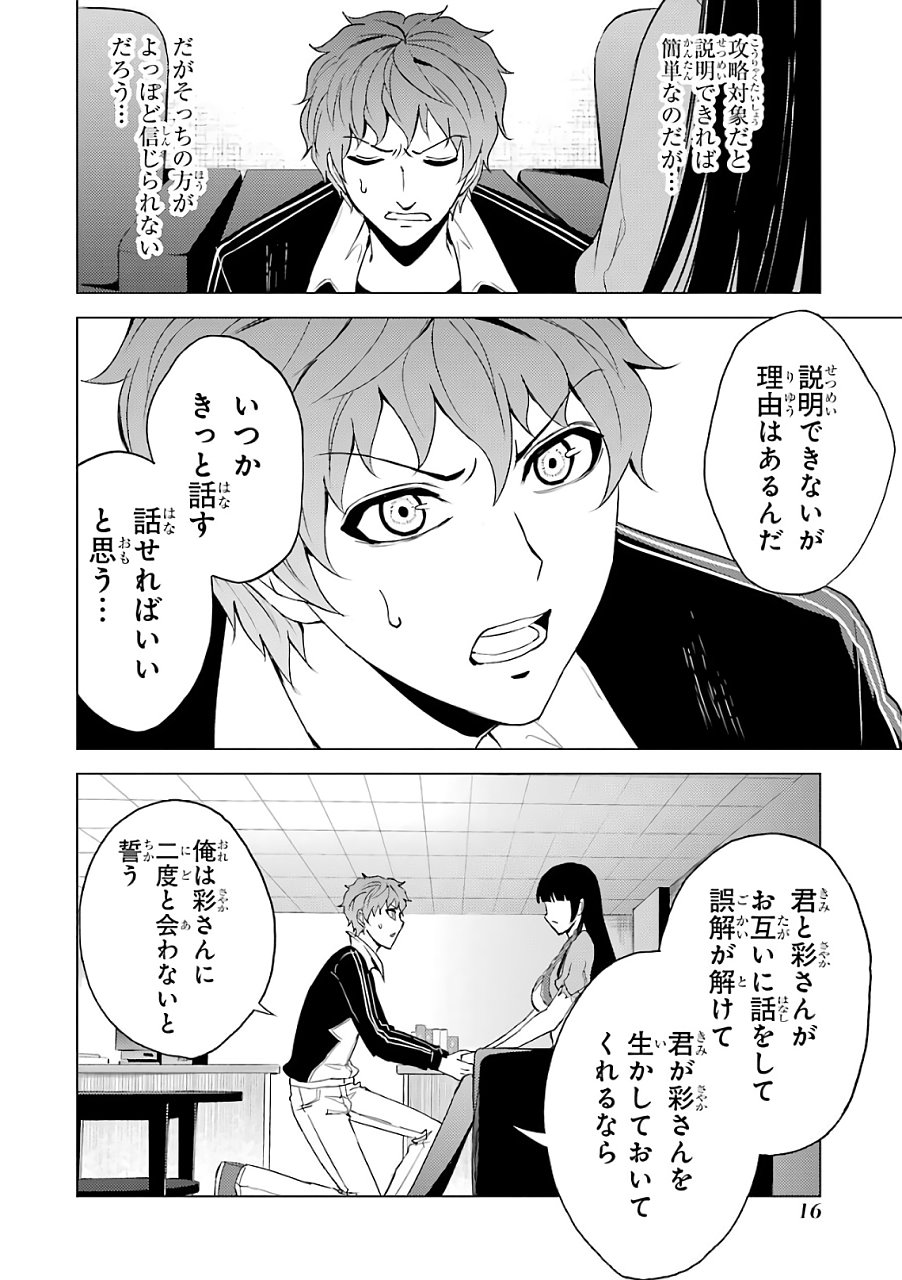 攻略対象だと
説明できれば
簡単なのだが…
だがそっちの方が
よっぽど信じられない
だろう…
説明できないが
理由はあるんだ
いつか
きっと話す
話せればいい
と思う…
君と彩さんが
お互いに話をして
誤解が解けて
君が彩さんを
生かしておいて
くれるなら
俺は彩さんに
二度と会わないと
誓う
16